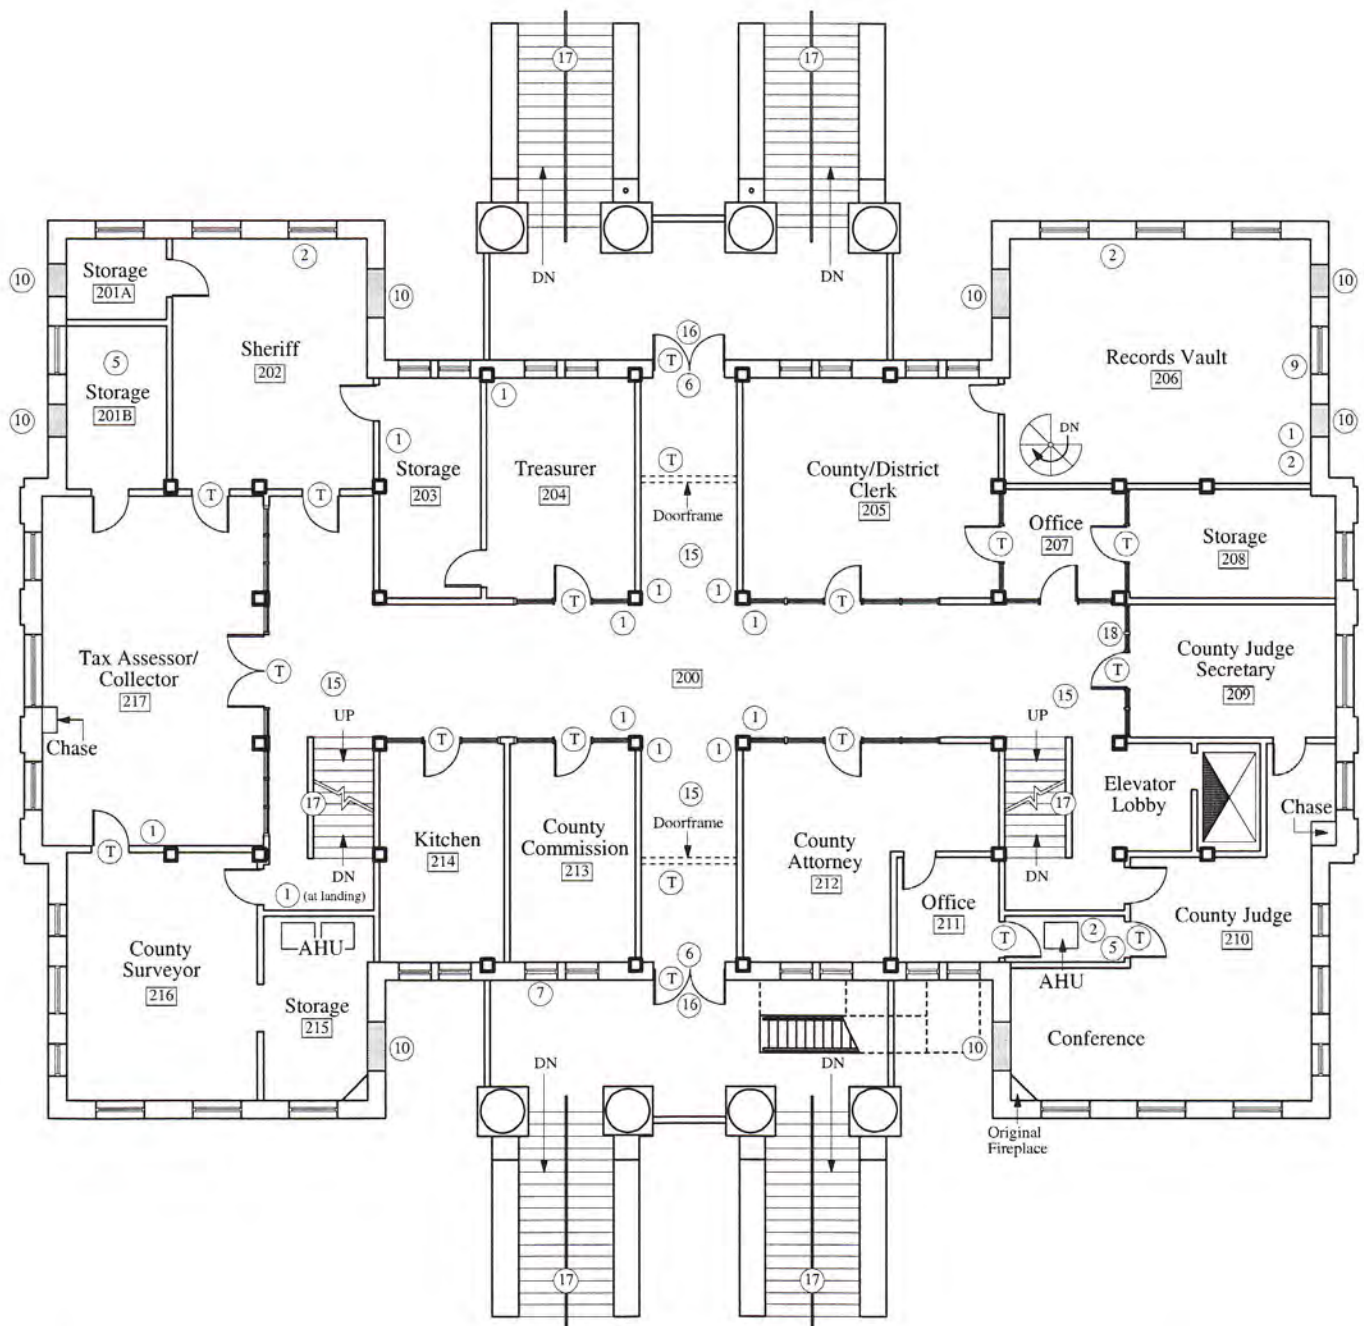 17
17
DN
DN
10
Storage
201A
2
10
10
2
10
16
T
6
Sheriff
202
5
Storage
201B
10
Records Vault
206
9
10
1
1
DN
1
2
Storage
203
Treasurer
204
T
County/District
Clerk
205
Doorframe
T
T
Office
207
Storage
208
T
T
15
T
1
1
T
1
1
18
County Judge
Secretary
209
T
Tax Assessor/
Collector
217
T
15
200
15
Chase
UP
1
1
UP
T
T
1
1
T
17
15
17
Elevator
Lobby
Chase
Doorframe
Kitchen
214
County
Commission
213
County
Attorney
212
1
T
DN
1
(at landing)
T
DN
Office
211
County Judge
210
2
T
5
T
AHU
AHU
County
Surveyor
216
6
T
16
7
Storage
215
10
Conference
10
DN
DN
Original
Fireplace
17
17